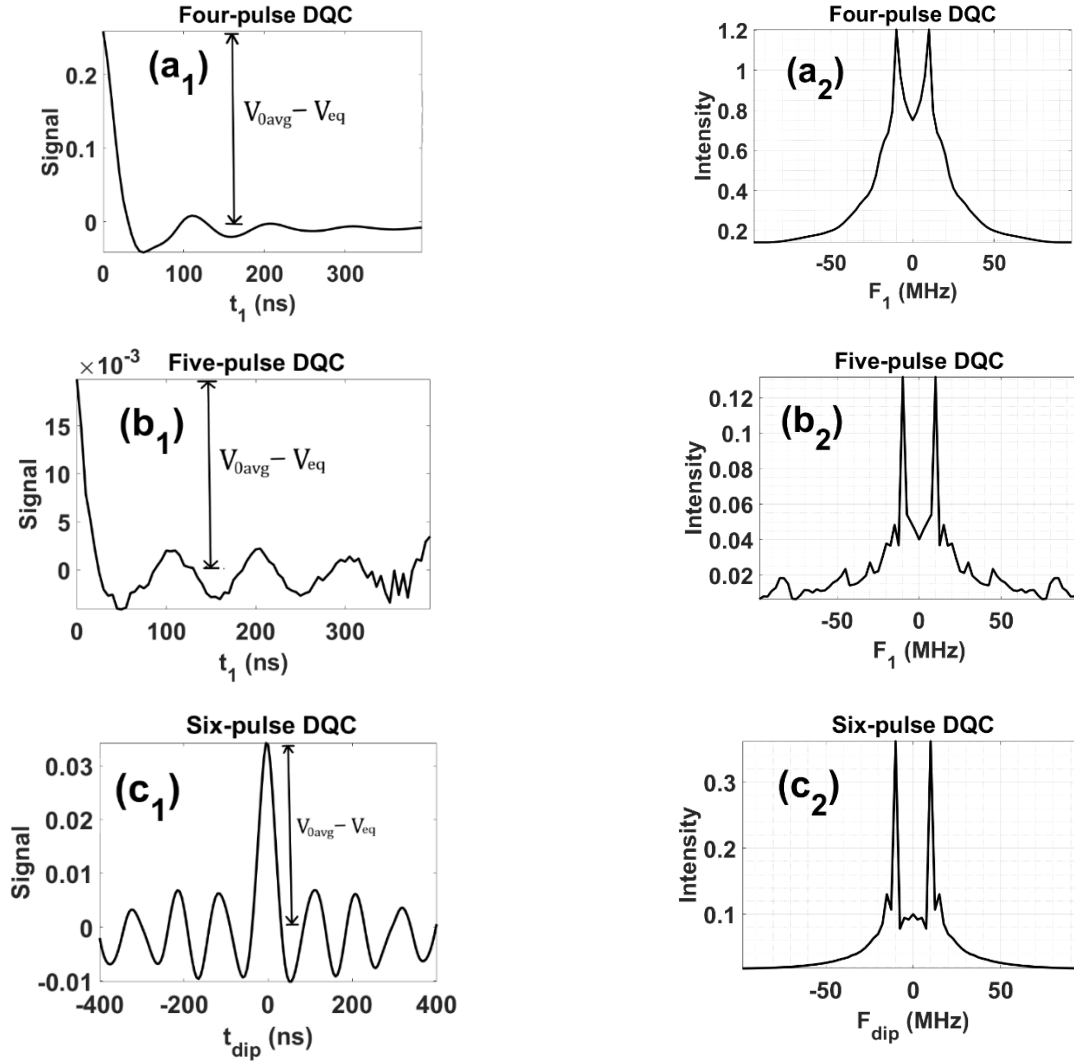 Four-pulse DQC
(a1)
V0avg − Veq
Signal
0.2
0.1
0
0 100 200 300
t1 (ns)
Four-pulse DQC
(a2)
Intensity
1.2
1
0.8
0.6
0.4
0.2
-50 0 50
F1 (MHz)
×10-3
Five-pulse DQC
(b1)
V0avg − Veq
Signal
15
10
5
0
0 100 200 300
t1 (ns)
Five-pulse DQC
(b2)
Intensity
0.12
0.1
0.08
0.06
0.04
0.02
-50 0 50
F1 (MHz)
Six-pulse DQC
(c1)
V0avg − Veq
Signal
0.03
0.02
0.01
0
-0.01
-400 -200 0 200 400
tdip (ns)
Six-pulse DQC
(c2)
Intensity
0.3
0.2
0.1
-50 0 50
Fdip (MHz)